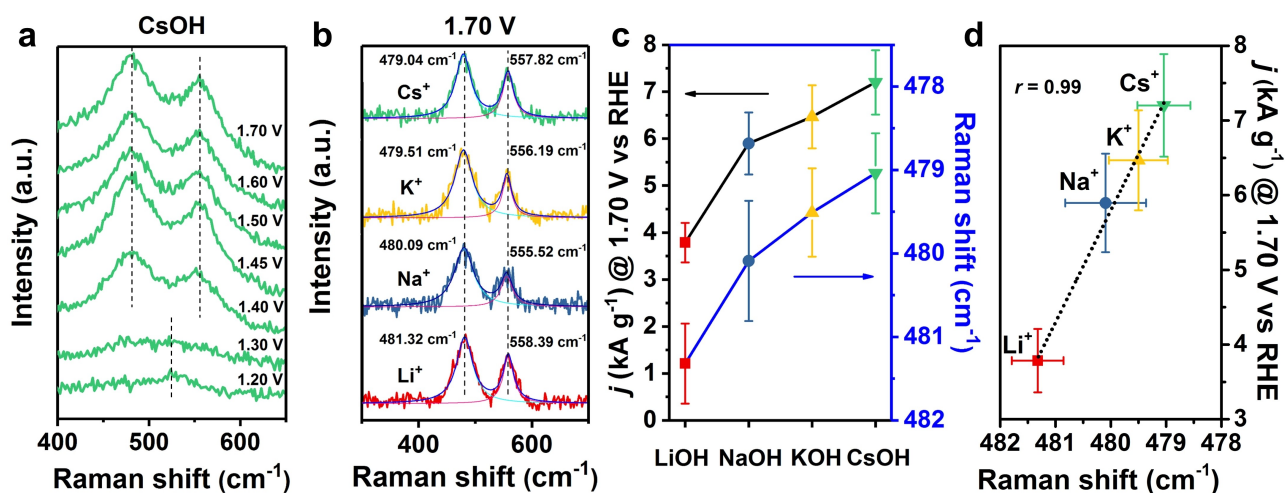 a
CsOH
1.70 V
1.60 V
1.50 V
1.45 V
1.40 V
1.30 V
1.20 V
Intensity (a.u.)
400 500 600
Raman shift (cm⁻¹)
b
1.70 V
479.04 cm⁻¹ 557.82 cm⁻¹
Cs⁺
479.51 cm⁻¹ 556.19 cm⁻¹
K⁺
480.09 cm⁻¹ 555.52 cm⁻¹
Na⁺
481.32 cm⁻¹ 558.39 cm⁻¹
Li⁺
Intensity (a.u.)
400 600
Raman shift (cm⁻¹)
c
j (kA g⁻¹) @ 1.70 V vs RHE
8
7
6
5
4
3
2
1
0
LiOH NaOH KOH CsOH
478
479
480
481
482
Raman shift (cm⁻¹)
d
r = 0.99
Cs⁺
K⁺
Na⁺
Li⁺
8
7
6
5
4
3
j (kA g⁻¹) @ 1.70 V vs RHE
482 481 480 479 478
Raman shift (cm⁻¹)